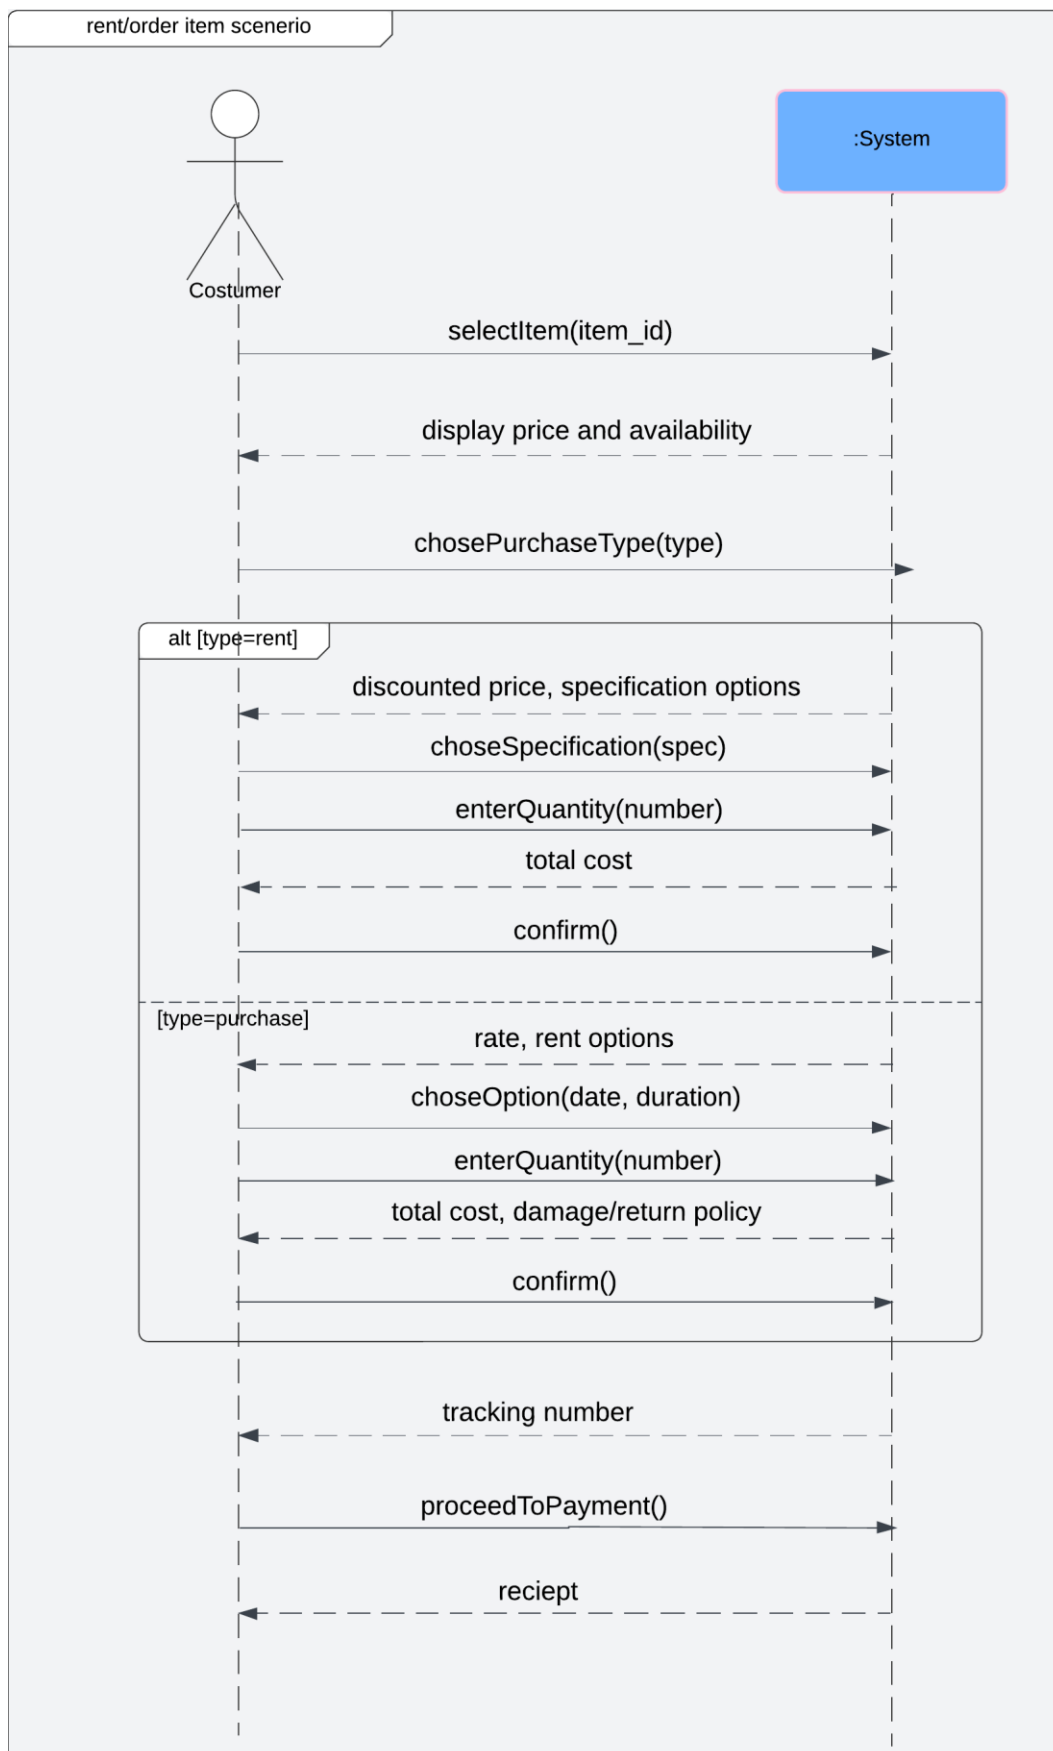 rent/order item scenerio
:System
Costumer
selectItem(item_id)
display price and availability
chosePurchaseType(type)
alt [type=rent]
discounted price, specification options
choseSpecification(spec)
enterQuantity(number)
total cost
confirm()
[type=purchase]
rate, rent options
choseOption(date, duration)
enterQuantity(number)
total cost, damage/return policy
confirm()
tracking number
proceedToPayment()
reciept